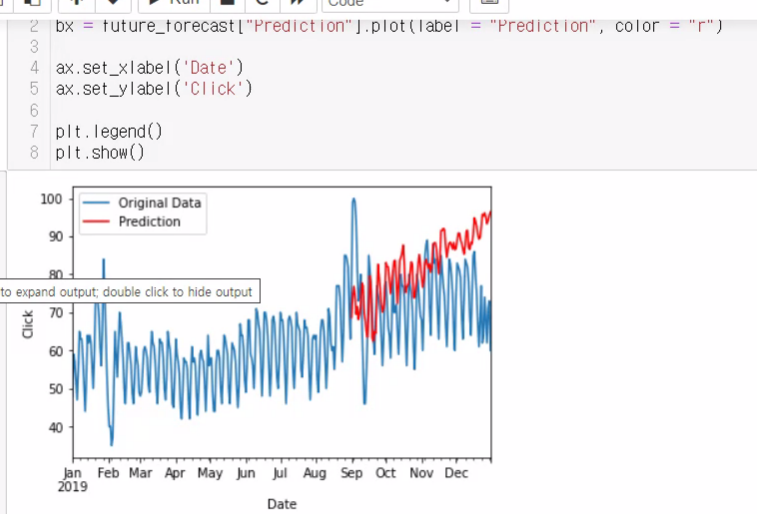 Run
Code
2 bx = future_forecast["Prediction"].plot(label = "Prediction", color = "r")
3
4 ax.set_xlabel('Date')
5 ax.set_ylabel('Click')
6
7 plt.legend()
8 plt.show()
Original Data
Prediction
100
90
80
to expand output; double click to hide output
70
60
50
40
Click
Jan Feb Mar Apr May Jun Jul Aug Sep Oct Nov Dec
2019
Date